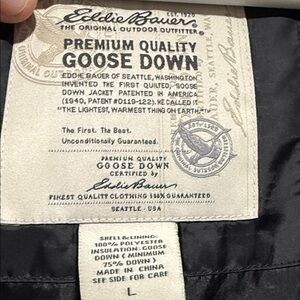 EST. 1920
Eddie Bauer
THE ORIGINAL OUTDOOR OUTFITTER
PREMIUM QUALITY
GOOSE DOWN
EDDIE BAUER OF SEATTLE, WASHINGTON
INVENTED THE FIRST QUILTED, GOOSE
DOWN JACKET PATENTED IN AMERICA
(1940, PATENT #D119-122). HE CALLED IT
"THE LIGHTEST, WARMEST THING ON EARTH."
The First. The Best.
Unconditionally Guaranteed.
PREMIUM QUALITY
GOOSE DOWN
CERTIFIED by
Eddie Bauer
FINEST QUALITY CLOTHING 100% GUARANTEED
SEATTLE - USA
SHELL&LINING:
100% POLYESTER
INSULATION:GOOSE
DOWN (MINIMUM
75% DOWN)
MADE IN CHINA
SEE SIDE FOR CARE
L